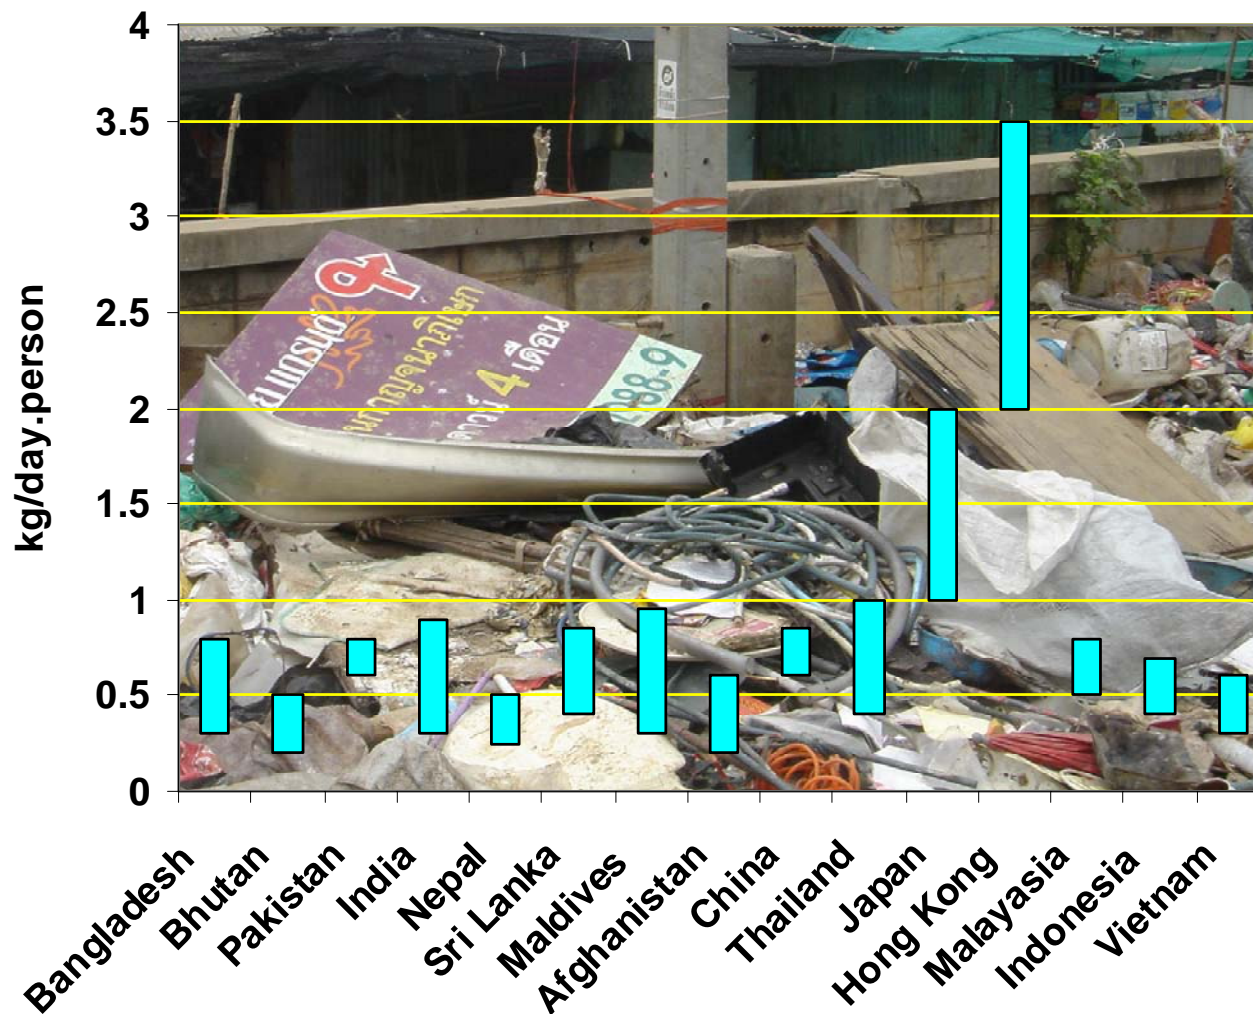 4
3.5
3
2.5
2
1.5
1
0.5
0
kg/day.person
4 เดือน
088-9
Bangladesh
Bhutan
Pakistan
India
Nepal
Sri Lanka
Maldives
Afghanistan
China
Thailand
Japan
Hong Kong
Malayasia
Indonesia
Vietnam